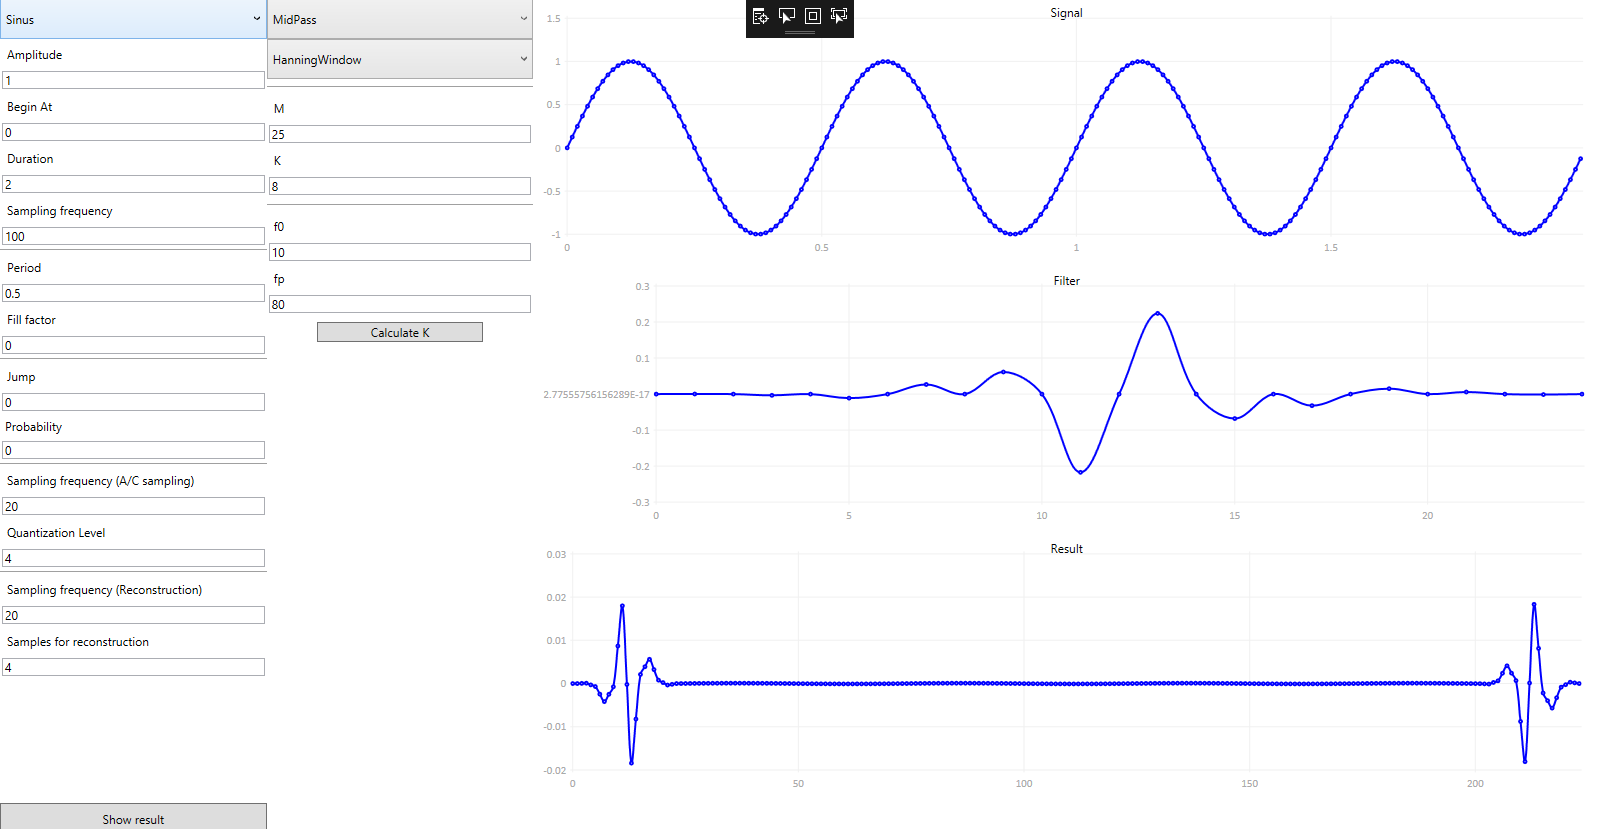 Sinus
Amplitude
1
Begin At
0
Duration
2
Sampling frequency
100
Period
0.5
Fill factor
0
Jump
0
Probability
0
Sampling frequency (A/C sampling)
20
Quantization Level
4
Sampling frequency (Reconstruction)
20
Samples for reconstruction
4
Show result
MidPass
HanningWindow
M
25
K
8
f0
10
fp
80
Calculate K
Signal
1.5
1
0.5
0
-0.5
-1
0 0.5 1 1.5
Filter
0.3
0.2
0.1
2.77555756156289E-17
-0.1
-0.2
-0.3
0 5 10 15 20
Result
0.03
0.02
0.01
0
-0.01
-0.02
0 50 100 150 200